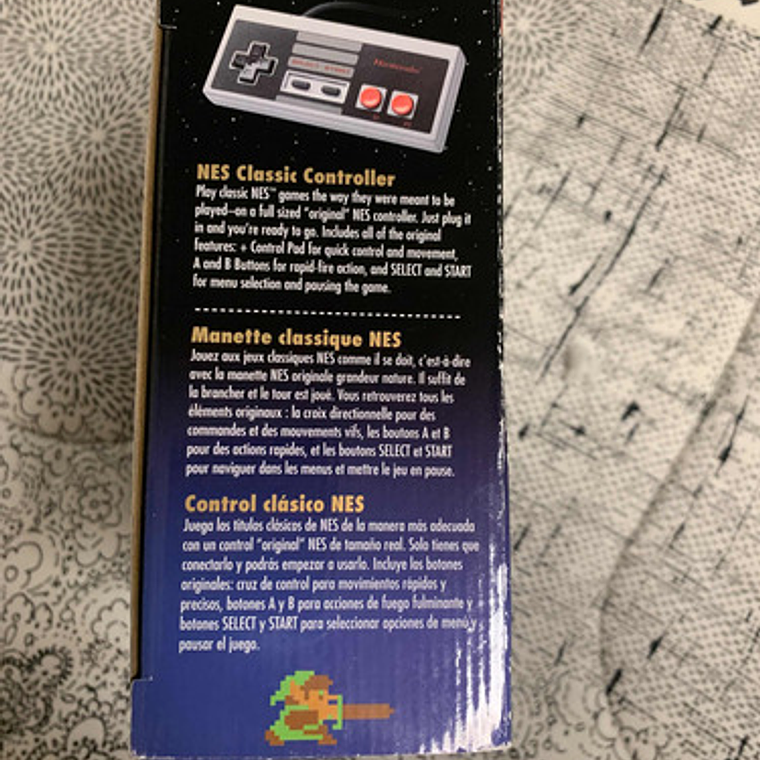 Nintendo
SELECT START
NES Classic Controller
Play classic NES™ games the way they were meant to be
played—on a full sized "original" NES controller. Just plug it
in and you're ready to go. Includes all of the original
features: + Control Pad for quick control and movement,
A and B Buttons for rapid-fire action, and SELECT and START
for menu selection and pausing the game.
Manette classique NES
Jouez aux jeux classiques NES comme il se doit, c'est-à-dire
avec la manette NES originale grandeur nature. Il suffit de
la brancher et le tour est joué. Vous retrouverez tous les
éléments originaux : la croix directionnelle pour des
commandes et des mouvements vifs, les boutons A et B
pour des actions rapides, et les boutons SELECT et START
pour naviguer dans les menus et mettre le jeu en pause.
Control clásico NES
Juega los títulos clásicos de NES de la manera más adecuada
con un control "original" NES de tamaño real. Solo tienes que
conectarlo y podrás empezar a usarlo. Incluye los botones
originales: cruz de control para movimientos rápidos y
precisos, botones A y B para acciones de fuego fulminante y
botones SELECT y START para seleccionar opciones de menú y
pausar el juego.